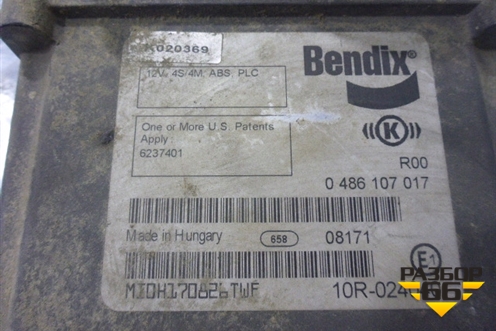 K020369
Bendix®
12V, 4S/4M, ABS, PLC
One or More U.S. Patents
Apply :
6237401
K
R00
0 486 107 017
Made in Hungary
658
08171
E1
10R-024
РАЗБОР
66